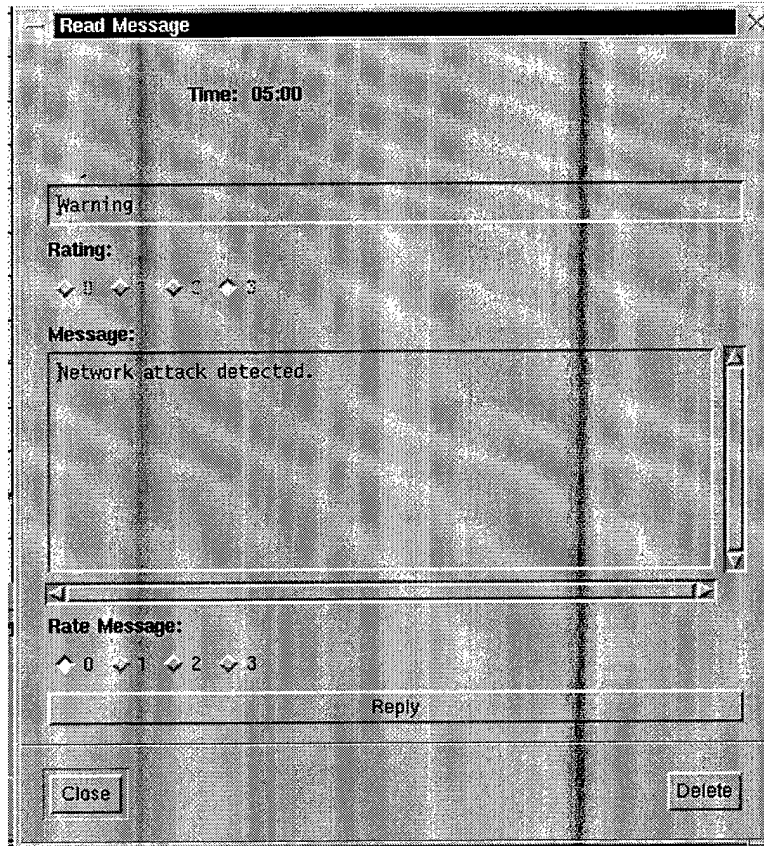 Read Message
Time: 05:00
Warning
Rating:
0 2 3
Message:
Network attack detected.
Rate Message:
0 1 2 3
Reply
Close
Delete